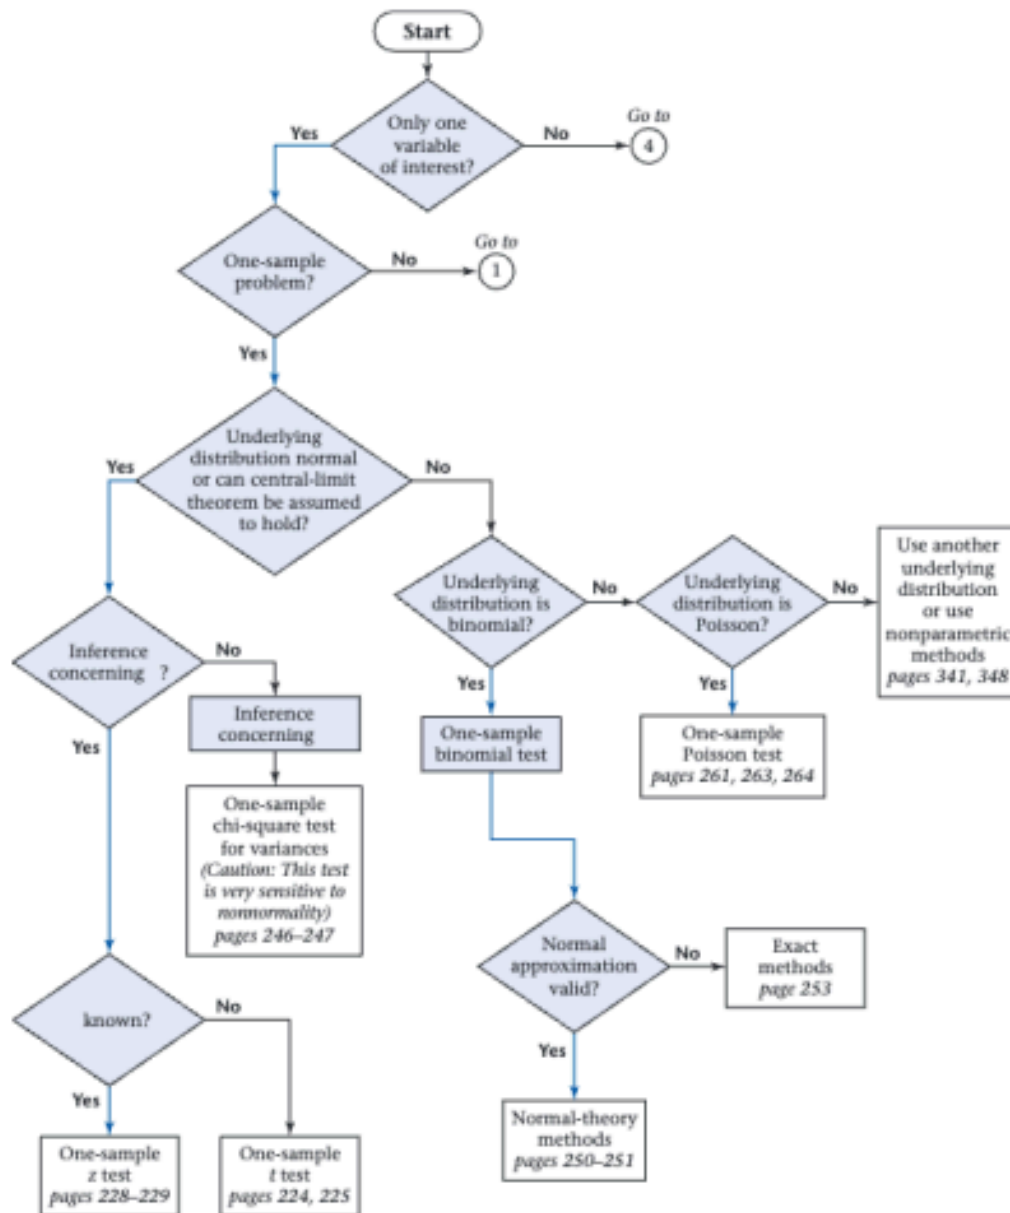 Start
Only one
variable
of interest?
Yes
No
Go to
4
One-sample
problem?
No
Go to
1
Yes
Underlying
distribution normal
or can central-limit
theorem be assumed
to hold?
Yes
No
Underlying
distribution is
binomial?
No
Underlying
distribution is
Poisson?
No
Use another
underlying
distribution
or use
nonparametric
methods
pages 341, 348
Inference
concerning ?
No
Inference
concerning
Yes
One-sample
chi-square test
for variances
(Caution: This test
is very sensitive to
nonnormality)
pages 246–247
Yes
One-sample
binomial test
Yes
One-sample
Poisson test
pages 261, 263, 264
Normal
approximation
valid?
No
Exact
methods
page 253
Yes
Normal-theory
methods
pages 250–251
known?
No
Yes
One-sample
z test
pages 228–229
One-sample
t test
pages 224, 225